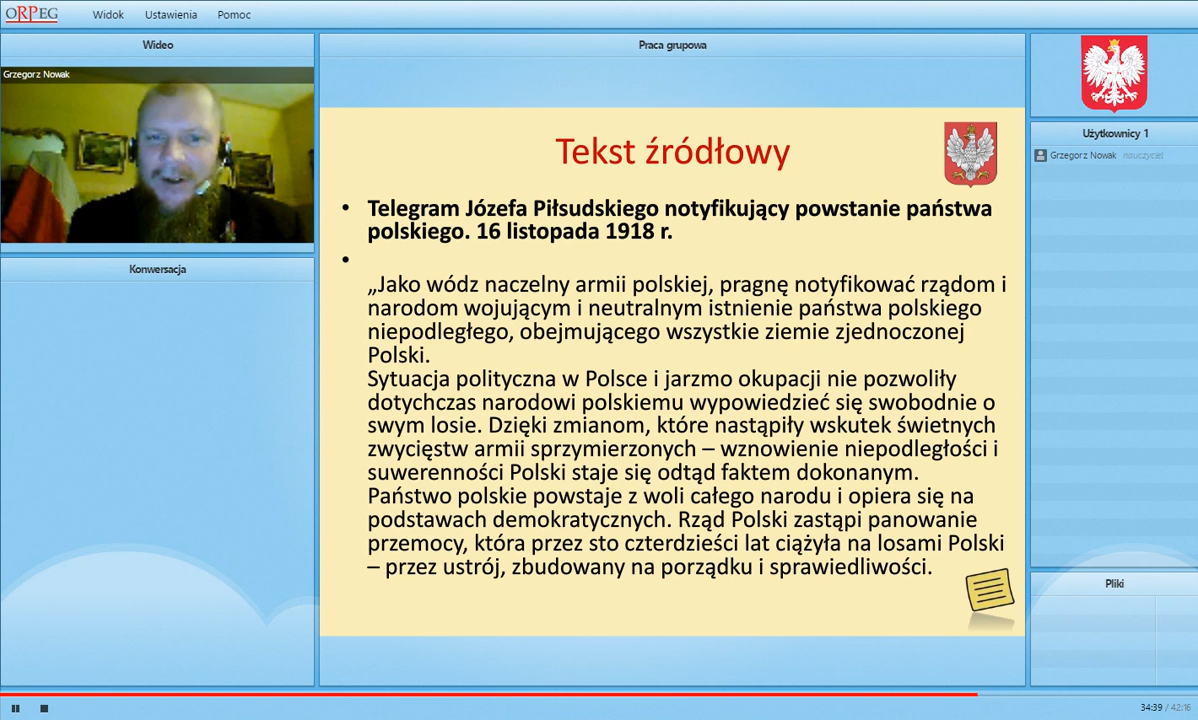 ORPEG
Widok
Ustawienia
Pomoc
Wideo
Grzegorz Nowak
Konwersacja
Praca grupowa
Tekst źródłowy
• Telegram Józefa Piłsudskiego notyfikujący powstanie państwa
polskiego. 16 listopada 1918 r.
•
„Jako wódz naczelny armii polskiej, pragnę notyfikować rządom i
narodom wojującym i neutralnym istnienie państwa polskiego
niepodległego, obejmującego wszystkie ziemie zjednoczonej
Polski.
Sytuacja polityczna w Polsce i jarzmo okupacji nie pozwoliły
dotychczas narodowi polskiemu wypowiedzieć się swobodnie o
swym losie. Dzięki zmianom, które nastąpiły wskutek świetnych
zwycięstw armii sprzymierzonych – wznowienie niepodległości i
suwerenności Polski staje się odtąd faktem dokonanym.
Państwo polskie powstaje z woli całego narodu i opiera się na
podstawach demokratycznych. Rząd Polski zastąpi panowanie
przemocy, która przez sto czterdzieści lat ciążyła na losami Polski
– przez ustrój, zbudowany na porządku i sprawiedliwości.
Użytkownicy 1
Grzegorz Nowak nauczyciel
Pliki
34:39 / 42:16